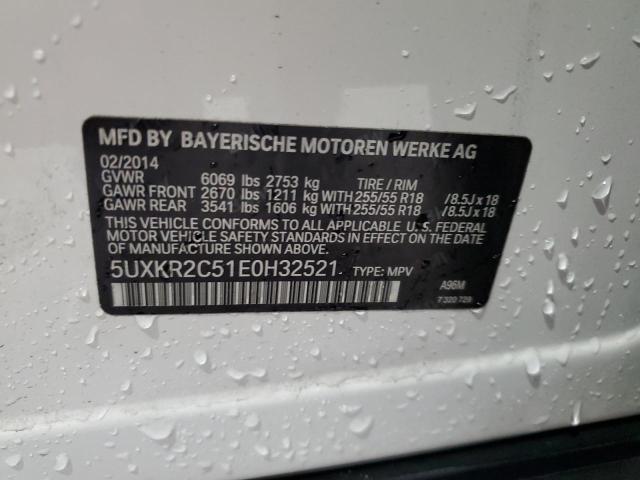 MFD BY BAYERISCHE MOTOREN WERKE AG
02/2014
GVWR 6069 lbs 2753 kg TIRE / RIM
GAWR FRONT 2670 lbs 1211 kg WITH 255/55 R18 /8.5J x 18
GAWR REAR 3541 lbs 1606 kg WITH 255/55 R18 /8.5J x 18
THIS VEHICLE CONFORMS TO ALL APPLICABLE U.S. FEDERAL
MOTOR VEHICLE SAFETY STANDARDS IN EFFECT ON THE DATE
OF MANUFACTURE SHOWN ABOVE.
5UXKR2C51E0H32521 TYPE: MPV
A96M
7 320 729